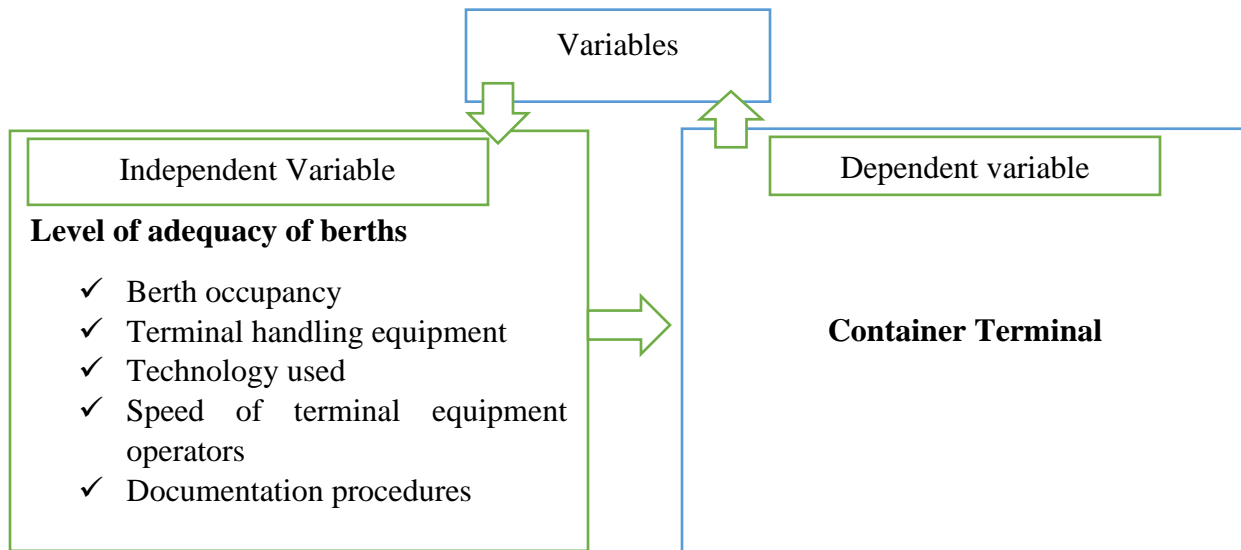 Variables
Independent Variable
Level of adequacy of berths
✓ Berth occupancy
✓ Terminal handling equipment
✓ Technology used
✓ Speed of terminal equipment
operators
✓ Documentation procedures
Dependent variable
Container Terminal